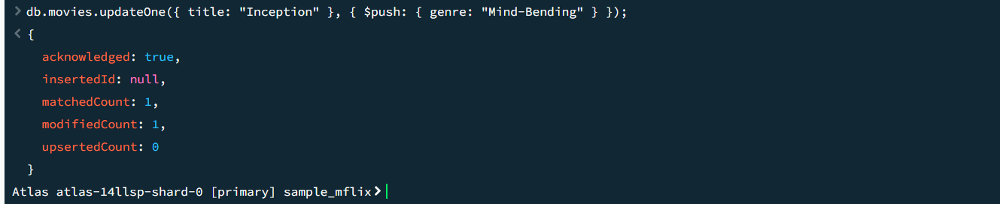 > db.movies.updateOne({ title: "Inception" }, { $push: { genre: "Mind-Bending" } });
< {
acknowledged: true,
insertedId: null,
matchedCount: 1,
modifiedCount: 1,
upsertedCount: 0
}
Atlas atlas-14llsp-shard-0 [primary] sample_mflix>